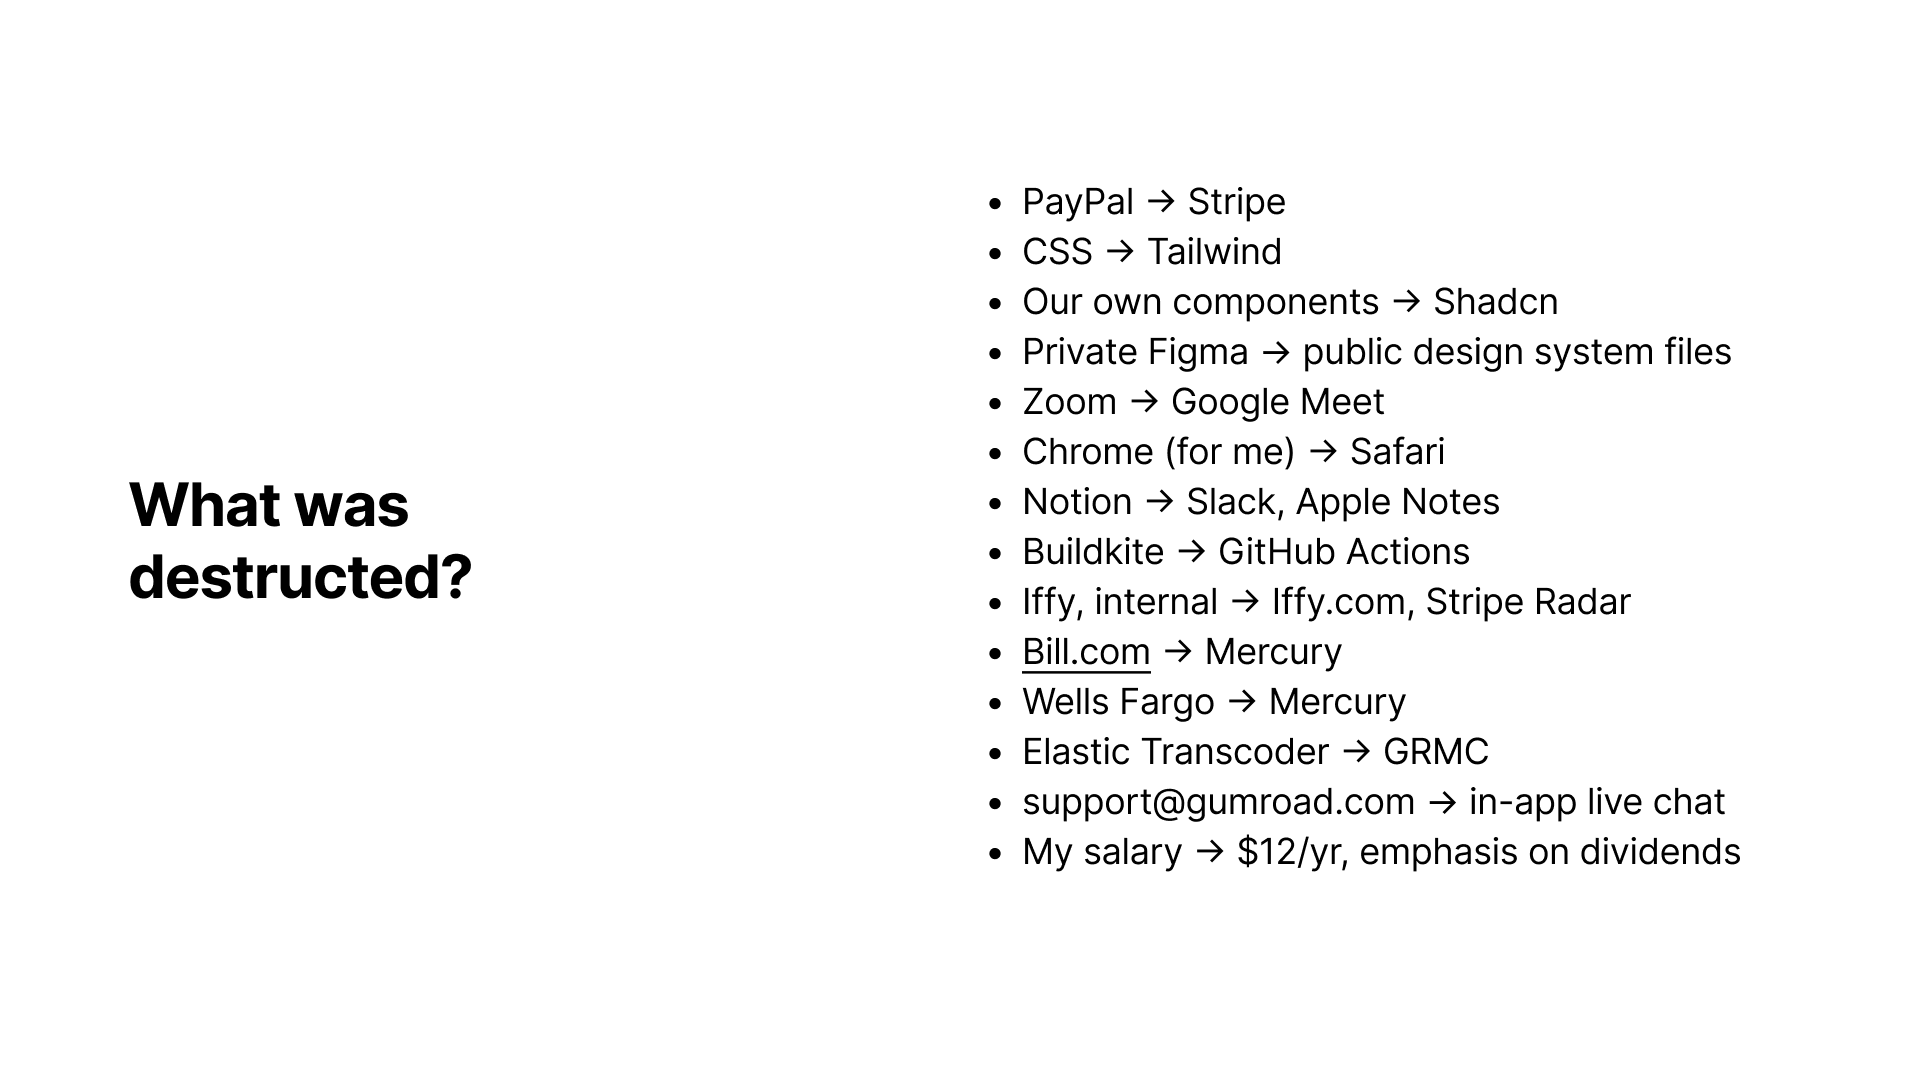 What was
destructed?
• PayPal → Stripe
• CSS → Tailwind
• Our own components → Shadcn
• Private Figma → public design system files
• Zoom → Google Meet
• Chrome (for me) → Safari
• Notion → Slack, Apple Notes
• Buildkite → GitHub Actions
• Iffy, internal → Iffy.com, Stripe Radar
• Bill.com → Mercury
• Wells Fargo → Mercury
• Elastic Transcoder → GRMC
• support@gumroad.com → in-app live chat
• My salary → $12/yr, emphasis on dividends